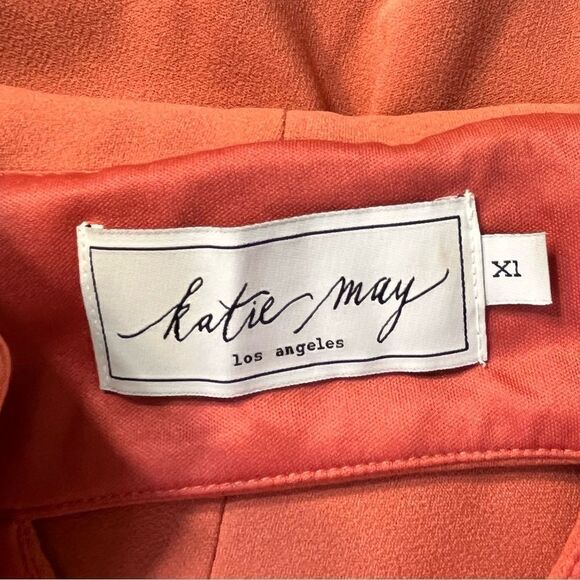 katie may
los angeles
Xl